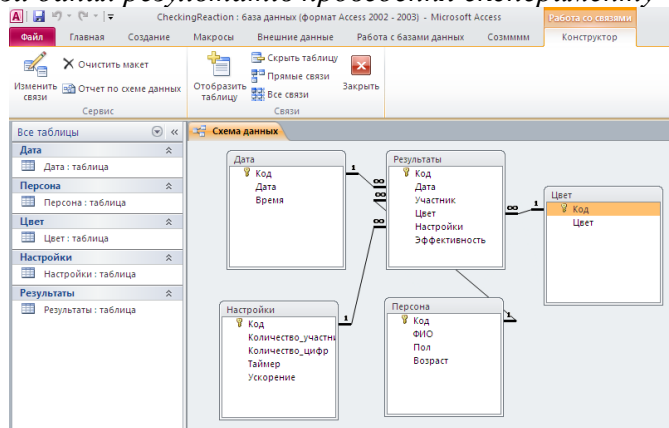 результатів проведення експерименту
CheckingReaction : база данных (формат Access 2002 - 2003) - Microsoft Access
Работа со связями
Файл Главная Создание Макросы Внешние данные Работа с базами данных Созмммм Конструктор
Изменить связи
Очистить макет
Отчет по схеме данных
Сервис
Отобразить таблицу
Скрыть таблицу
Прямые связи
Все связи
Закрыть
Связи
Все таблицы
Дата
Дата : таблица
Персона
Персона : таблица
Цвет
Цвет : таблица
Настройки
Настройки : таблица
Результаты
Результаты : таблица
Схема данных
Дата
Код
Дата
Время
Результаты
Код
Дата
Участник
Цвет
Настройки
Эффективность
Цвет
Код
Цвет
Настройки
Код
Количество_участни
Количество_цифр
Таймер
Ускорение
Персона
Код
ФИО
Пол
Возраст
1
∞
∞
∞
∞
1
1
1